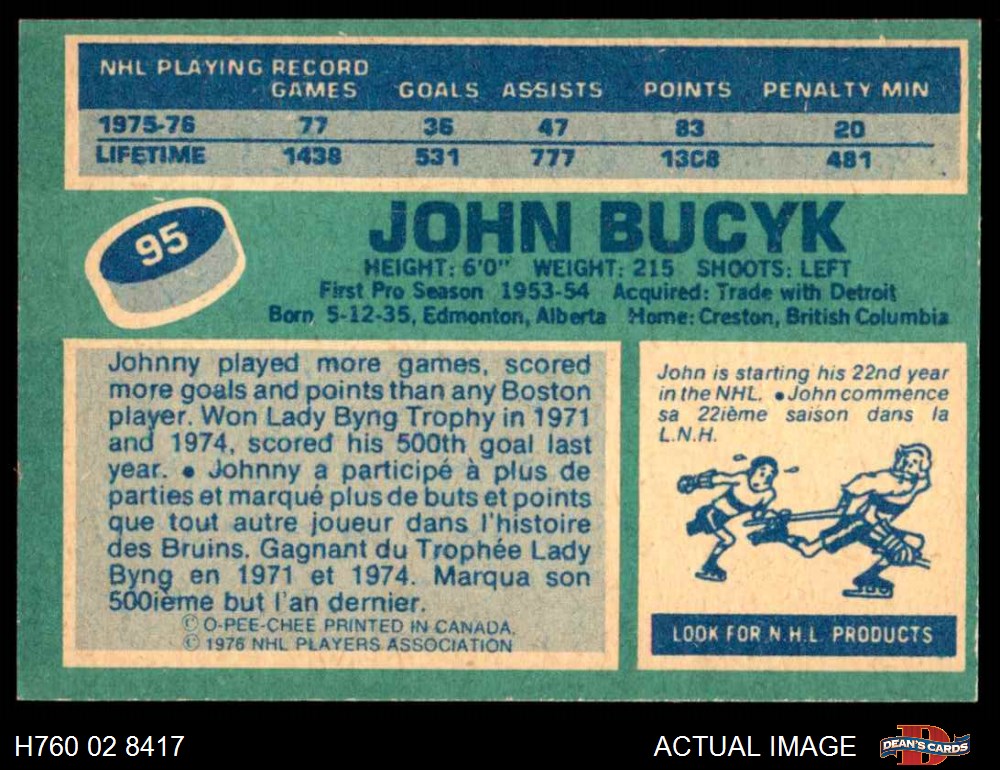 NHL PLAYING RECORD
GAMES GOALS ASSISTS POINTS PENALTY MIN
1975-76 77 36 47 83 20
LIFETIME 1438 531 777 1308 481
95
JOHN BUCYK
HEIGHT: 6'0" WEIGHT: 215 SHOOTS: LEFT
First Pro Season 1953-54 Acquired: Trade with Detroit
Born 5-12-35, Edmonton, Alberta Home: Creston, British Columbia
Johnny played more games, scored
more goals and points than any Boston
player. Won Lady Byng Trophy in 1971
and 1974, scored his 500th goal last
year. • Johnny a participé à plus de
parties et marqué plus de buts et points
que tout autre joueur dans l'histoire
des Bruins. Gagnant du Trophée Lady
Byng en 1971 et 1974. Marqua son
500ième but l'an dernier.
© O-PEE-CHEE PRINTED IN CANADA.
© 1976 NHL PLAYERS ASSOCIATION
John is starting his 22nd year
in the NHL. • John commence
sa 22ième saison dans la
L.N.H.
LOOK FOR N.H.L PRODUCTS
H760 02 8417
ACTUAL IMAGE
D
DEAN'S CARDS